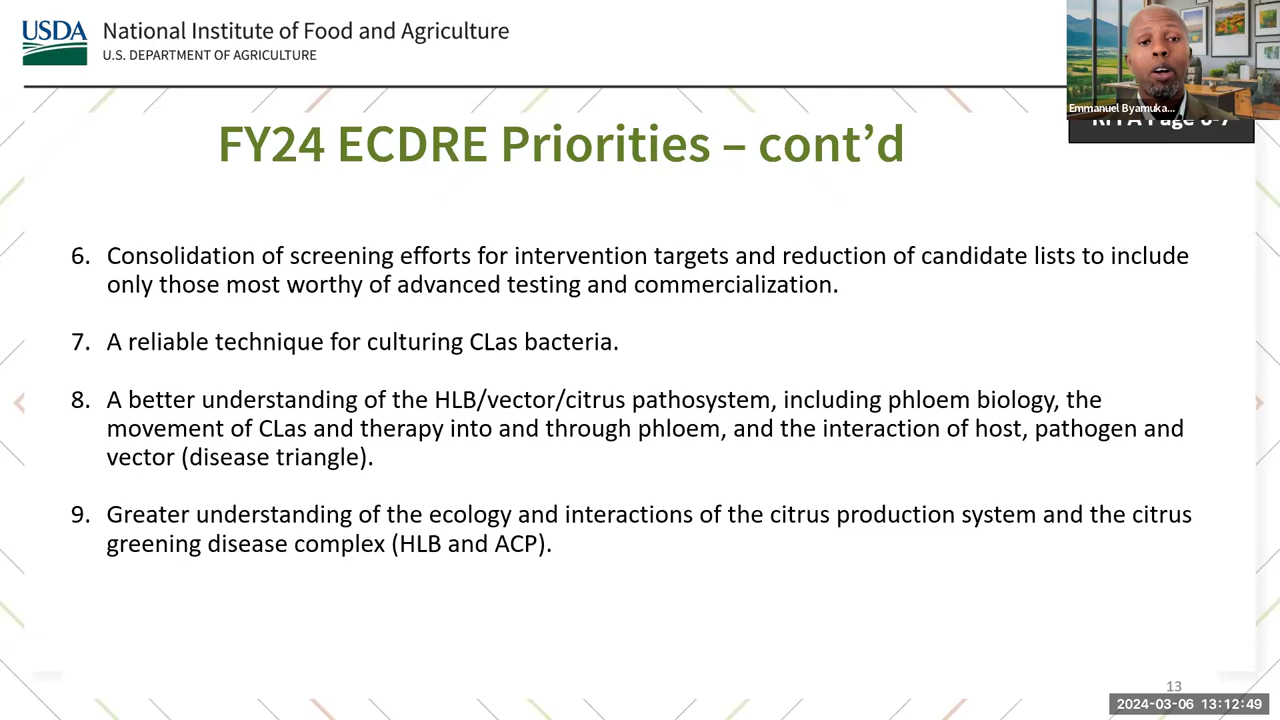 USDA
National Institute of Food and Agriculture
U.S. DEPARTMENT OF AGRICULTURE
Emmanuel Byamuka...
FY24 ECDRE Priorities – cont’d
6. Consolidation of screening efforts for intervention targets and reduction of candidate lists to include
only those most worthy of advanced testing and commercialization.
7. A reliable technique for culturing CLas bacteria.
8. A better understanding of the HLB/vector/citrus pathosystem, including phloem biology, the
movement of CLas and therapy into and through phloem, and the interaction of host, pathogen and
vector (disease triangle).
9. Greater understanding of the ecology and interactions of the citrus production system and the citrus
greening disease complex (HLB and ACP).
13
2024-03-06 13:12:49